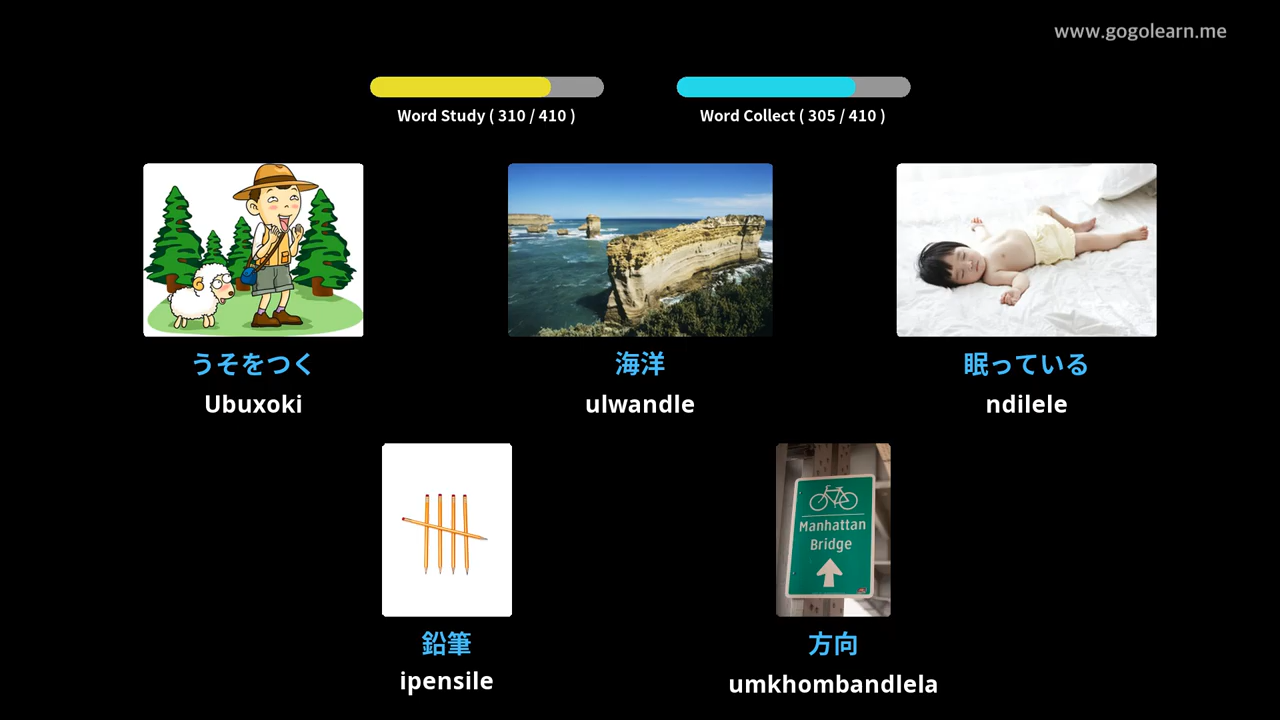 www.gogolearn.me
Word Study ( 310 / 410 )
Word Collect ( 305 / 410 )
うそをつく
Ubuxoki
海洋
ulwandle
眠っている
ndilele
Manhattan
Bridge
鉛筆
ipensile
方向
umkhombandlela